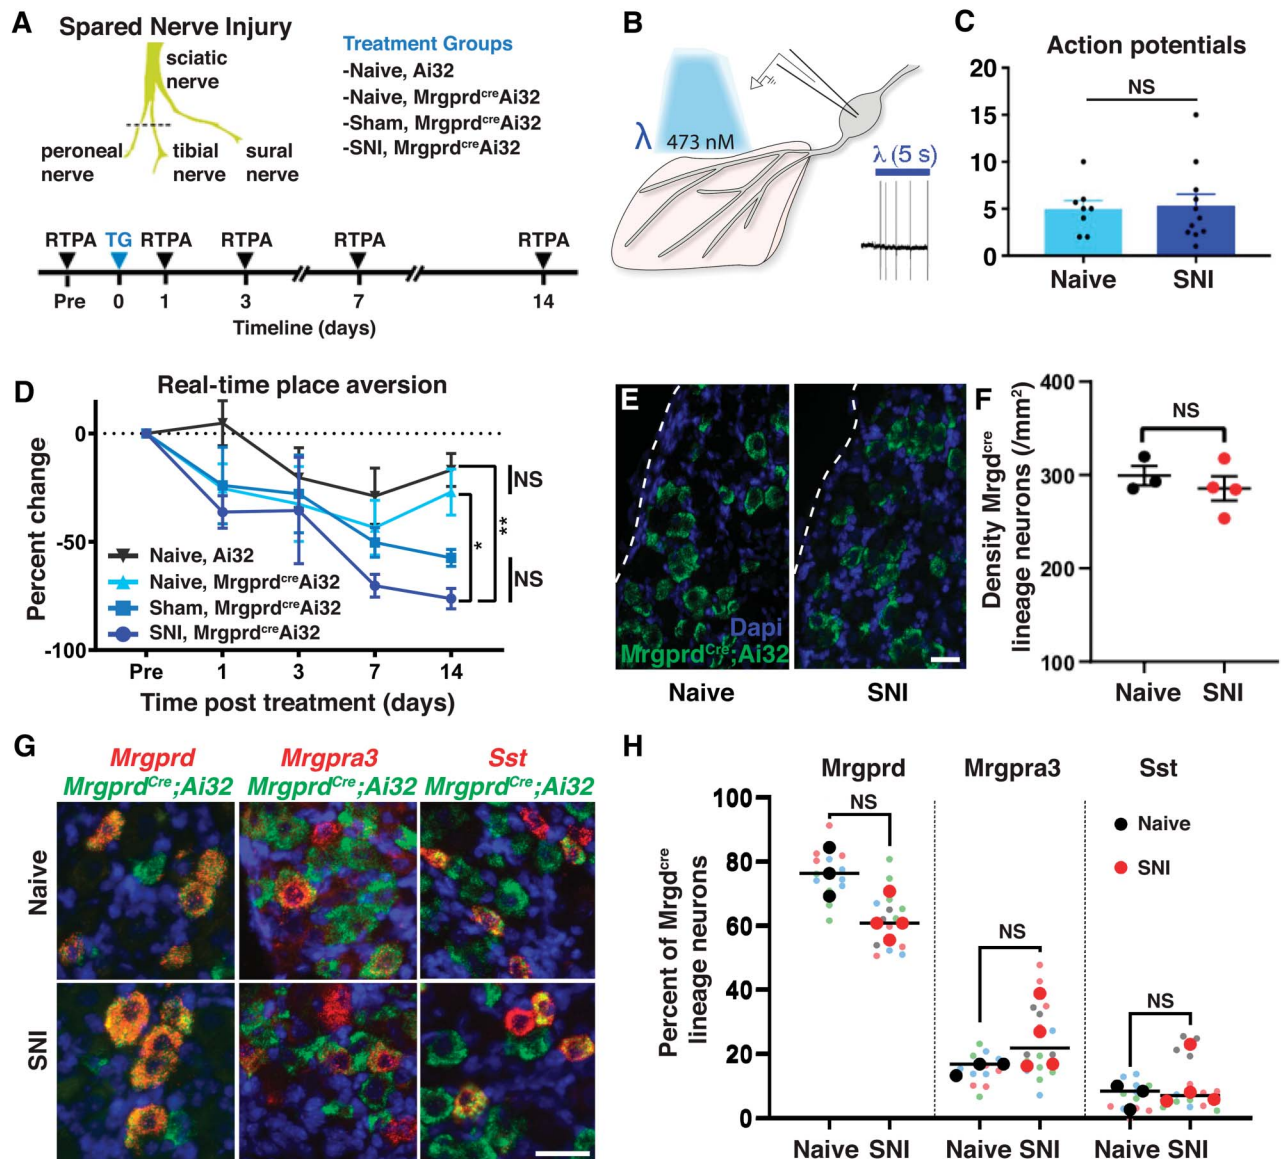 A
Spared Nerve Injury
sciatic
nerve
peroneal
nerve
tibial
nerve
sural
nerve
Treatment Groups
-Naive, Ai32
-Naive, MrgprdcreAi32
-Sham, MrgprdcreAi32
-SNI, MrgprdcreAi32
RTPA TG RTPA RTPA RTPA RTPA
Pre 0 1 3 7 14
Timeline (days)
B
λ 473 nM
λ (5 s)
C
Action potentials
NS
20
15
10
5
0
Naive SNI
D
Real-time place aversion
Percent change
0
-50
-100
Naive, Ai32
Naive, MrgprdcreAi32
Sham, MrgprdcreAi32
SNI, MrgprdcreAi32
NS
**
*
NS
Pre 1 3 7 14
Time post treatment (days)
E
Dapi
MrgprdCre;Ai32
Naive SNI
F
Density Mrgdcre
lineage neurons (/mm2)
400
300
200
100
NS
Naive SNI
G
Mrgprd
MrgprdCre;Ai32
Mrgpra3
MrgprdCre;Ai32
Sst
MrgprdCre;Ai32
Naive
SNI
H
Mrgprd Mrgpra3 Sst
Percent of Mrgdcre
lineage neurons
100
80
60
40
20
0
NS
NS
NS
Naive
SNI
Naive SNI Naive SNI Naive SNI